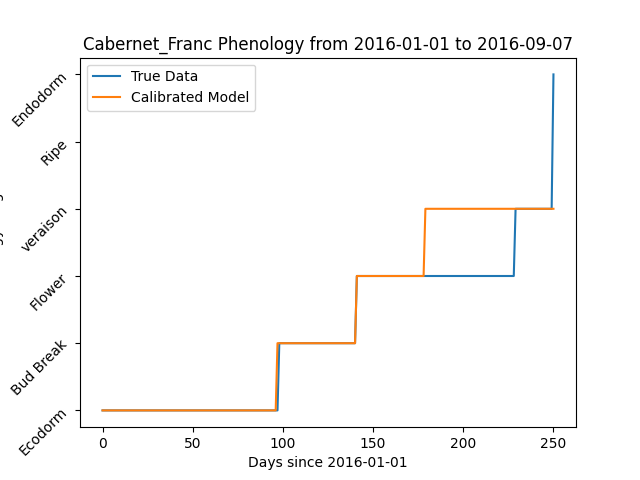 Cabernet_Franc Phenology from 2016-01-01 to 2016-09-07
True Data
Calibrated Model
Endodorm
Ripe
veraison
Flower
Bud Break
Ecodorm
0 50 100 150 200 250
Days since 2016-01-01